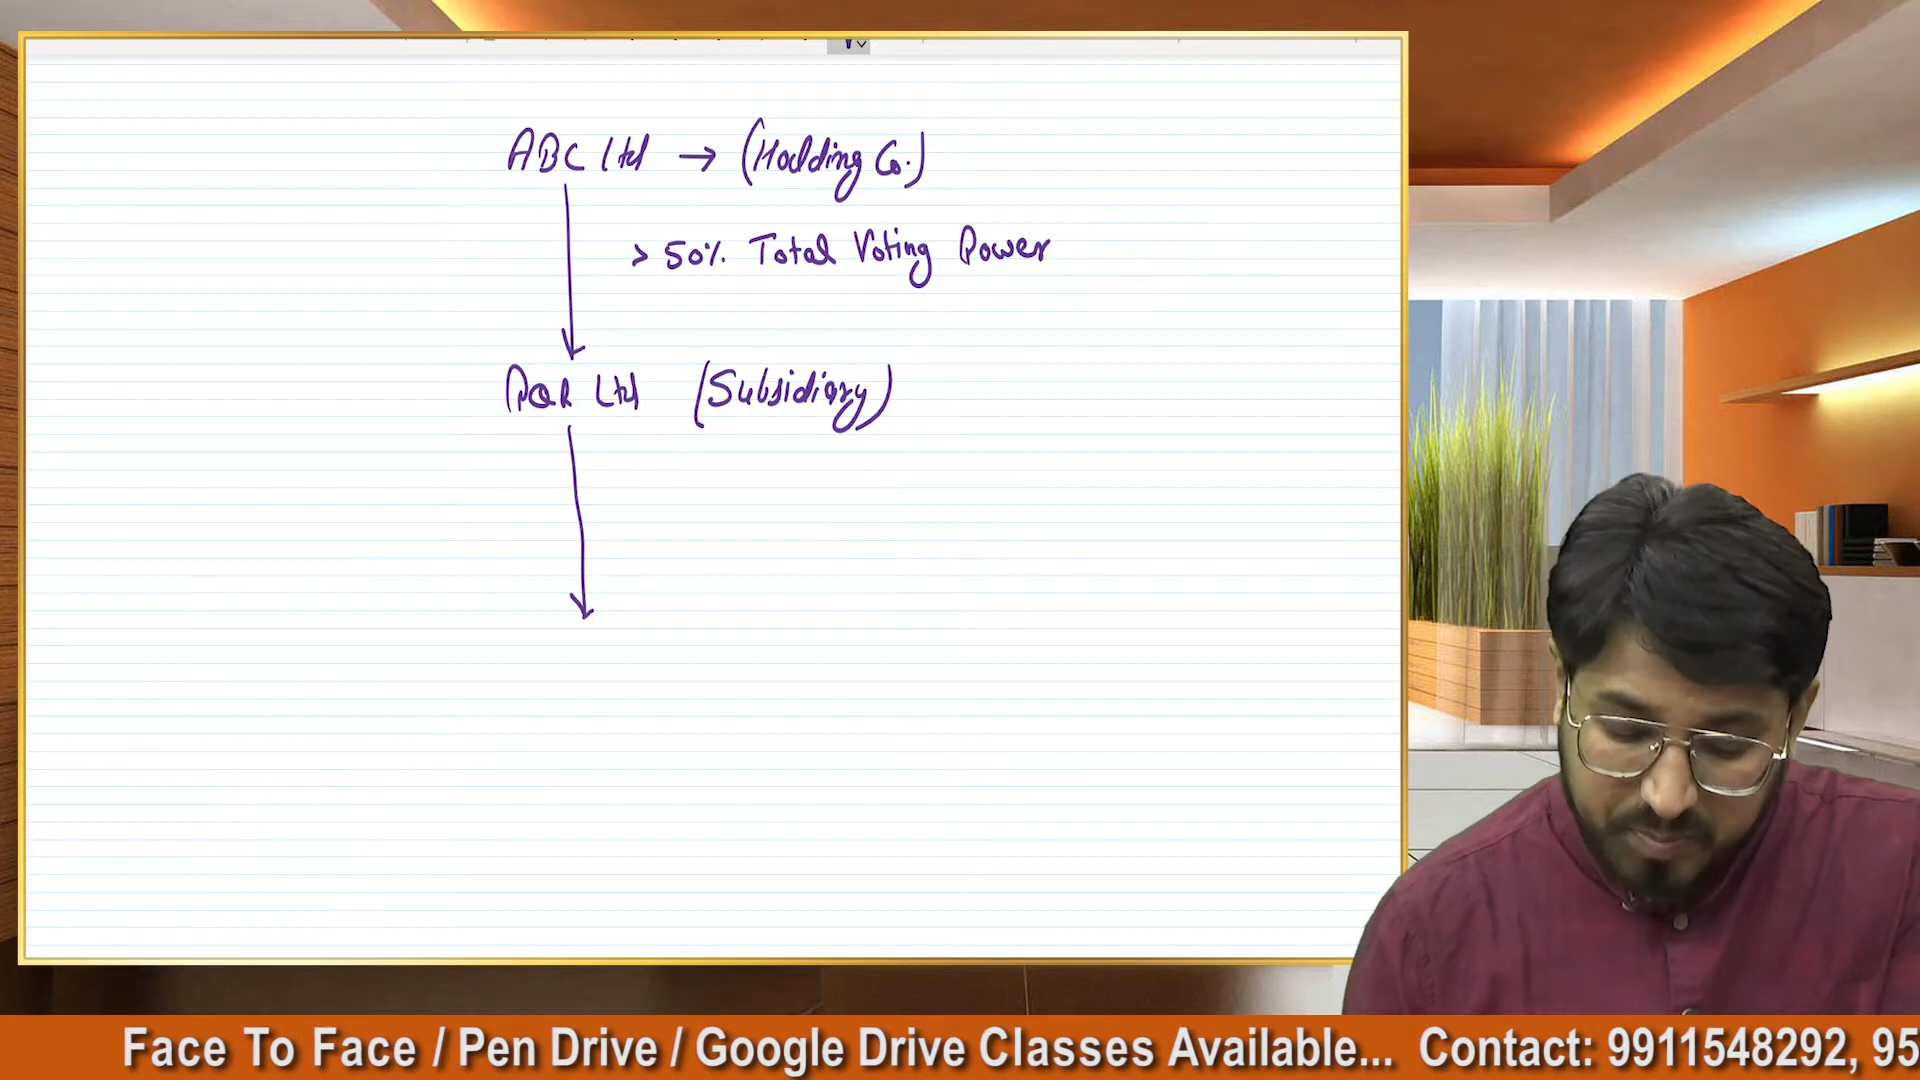 ABC Ltd → (Holding Co.)
> 50% Total Voting Power
PQR Ltd (Subsidiary)
Face To Face / Pen Drive / Google Drive Classes Available... Contact: 9911548292, 95